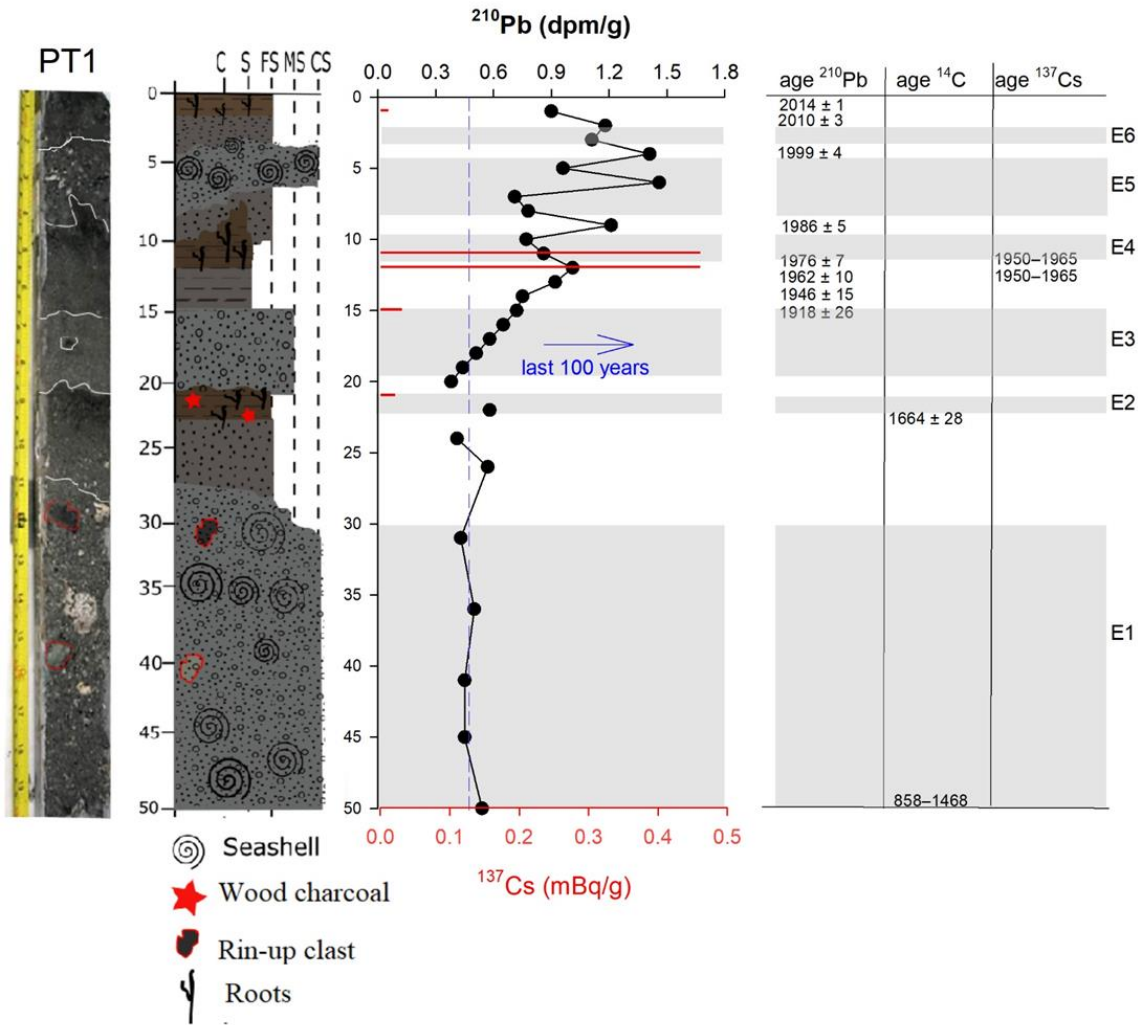 PT1
C S FS MS CS
0
5
10
15
20
25
30
35
40
45
50
Seashell
Wood charcoal
Rin-up clast
Roots
²¹⁰Pb (dpm/g)
0.0 0.3 0.6 0.9 1.2 1.5 1.8
0
5
10
15
20
25
30
35
40
45
50
last 100 years
0.0 0.1 0.2 0.3 0.5
¹³⁷Cs (mBq/g)
age ²¹⁰Pb age ¹⁴C age ¹³⁷Cs
2014 ± 1
2010 ± 3
E6
1999 ± 4
E5
1986 ± 5
E4
1976 ± 7 1950–1965
1962 ± 10 1950–1965
1946 ± 15
1918 ± 26
E3
E2
1664 ± 28
E1
858–1468